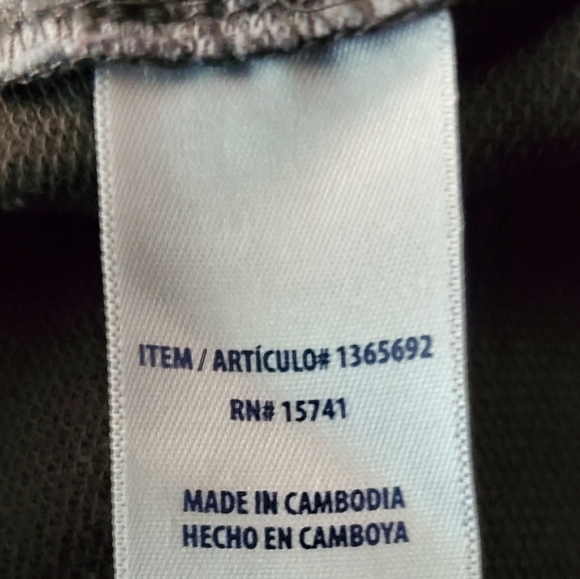 ITEM / ARTÍCULO# 1365692
RN# 15741
MADE IN CAMBODIA
HECHO EN CAMBOYA